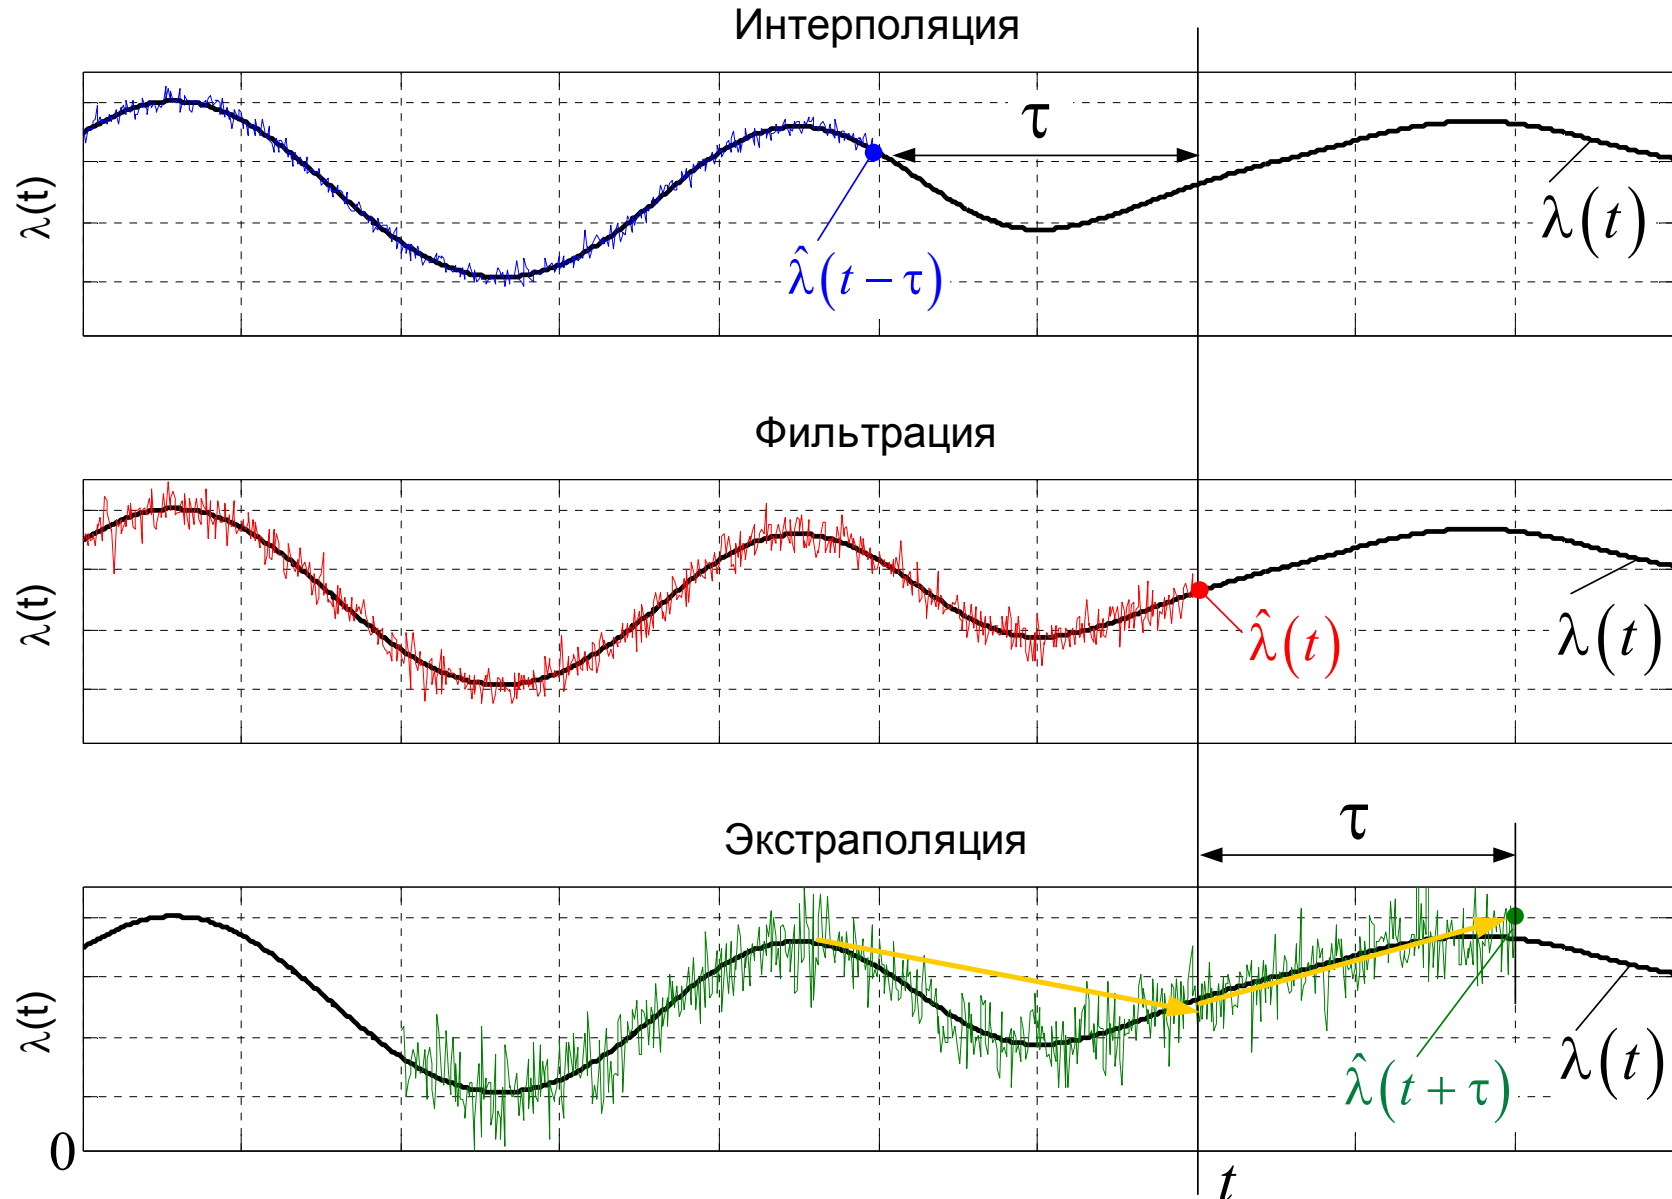 Интерполяция
τ
λ(t)
λ(t)
λ̂(t − τ)
Фильтрация
λ(t)
λ̂(t)
λ(t)
Экстраполяция
τ
λ(t)
λ̂(t + τ)
λ(t)
0
t